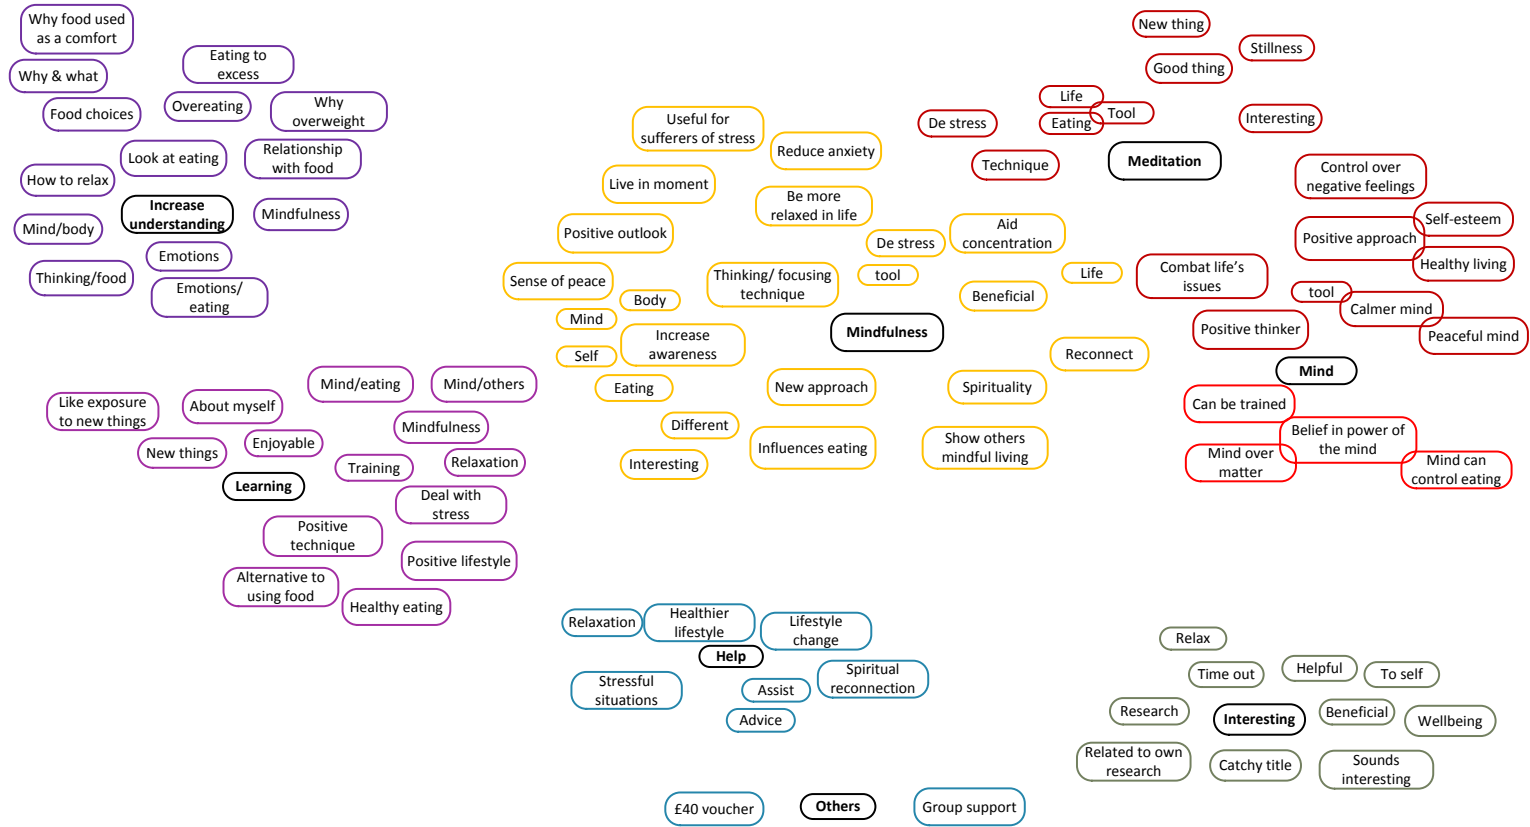 Why food used
as a comfort
Why & what
Eating to
excess
Food choices
Overeating
Why
overweight
Look at eating
Relationship
with food
How to relax
Increase
understanding
Mindfulness
Mind/body
Emotions
Thinking/food
Emotions/
eating
Useful for
sufferers of stress
Reduce anxiety
Live in moment
Be more
relaxed in life
Positive outlook
De stress
Aid
concentration
Sense of peace
Thinking/ focusing
technique
tool
Life
Body
Beneficial
Mind
Mindfulness
Increase
awareness
Self
Reconnect
Eating
New approach
Spirituality
Different
Influences eating
Show others
mindful living
Interesting
New thing
Stillness
Good thing
Life
Tool
De stress
Eating
Interesting
Technique
Meditation
Control over
negative feelings
Self-esteem
Positive approach
Healthy living
Combat life’s
issues
tool
Calmer mind
Positive thinker
Peaceful mind
Mind
Can be trained
Belief in power of
the mind
Mind over
matter
Mind can
control eating
Mind/eating
Mind/others
Like exposure
to new things
About myself
Mindfulness
Enjoyable
New things
Training
Relaxation
Learning
Deal with
stress
Positive
technique
Positive lifestyle
Alternative to
using food
Healthy eating
Relaxation
Healthier
lifestyle
Lifestyle
change
Help
Stressful
situations
Assist
Spiritual
reconnection
Advice
£40 voucher
Others
Group support
Relax
Time out
Helpful
To self
Research
Interesting
Beneficial
Wellbeing
Related to own
research
Catchy title
Sounds
interesting